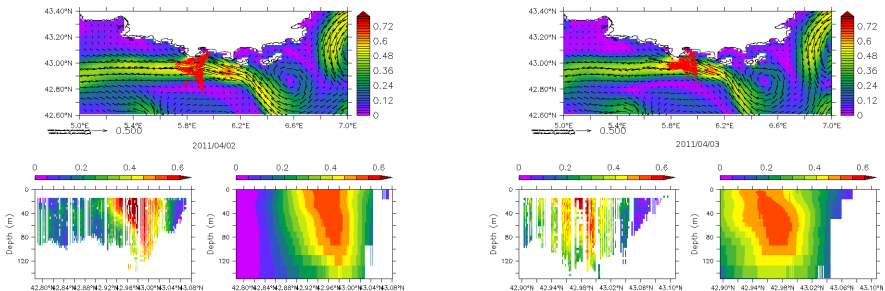 43.40°N 0.72 43.40°N 0.72
43.20°N 0.6 43.20°N 0.6
43.00°N 0.48 43.00°N 0.48
0.36 0.36
42.80°N 0.24 42.80°N 0.24
0.12 0.12
42.60°N 0 42.60°N 0
5.0°E 5.4°E 5.8°E 6.2°E 6.6°E 7.0°E 5.0°E 5.4°E 5.8°E 6.2°E 6.6°E 7.0°E
0.500 0.500
2011/04/02 2011/04/03
0 0.2 0.4 0.6 0 0.2 0.4 0.6 0 0.2 0.4 0.6 0 0.2 0.4 0.6
0 0 0 0
Depth (m) 40 Depth (m) 40 Depth (m) 40 Depth (m) 40
80 80 80 80
120 120 120 120
42.80°N 42.84°N 42.88°N 42.92°N 42.96°N 43.00°N 43.04°N 43.08°N 42.80°N 42.84°N 42.88°N 42.92°N 42.96°N 43.00°N 43.04°N 43.08°N 42.90°N 42.94°N 42.98°N 43.02°N 43.06°N 43.10°N 42.90°N 42.94°N 42.98°N 43.02°N 43.06°N 43.10°N